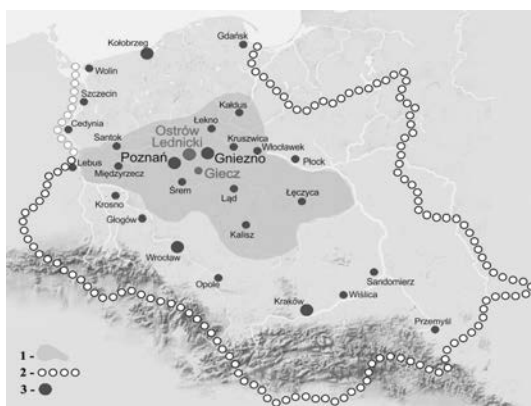 Gdańsk
Kołobrzeg
Wolin
Szczecin
Kałdus
Cedynia
Łekno
Santok
Ostrów
Lednicki
Kruszwica
Włocławek
Poznań
Gniezno
Płock
Lebus
Międzyrzecz
Giecz
Śrem
Ląd
Łęczyca
Krosno
Głogów
Kalisz
Wrocław
Opole
Sandomierz
Kraków
Wiślica
Przemyśl
1 -
2 -
3 -